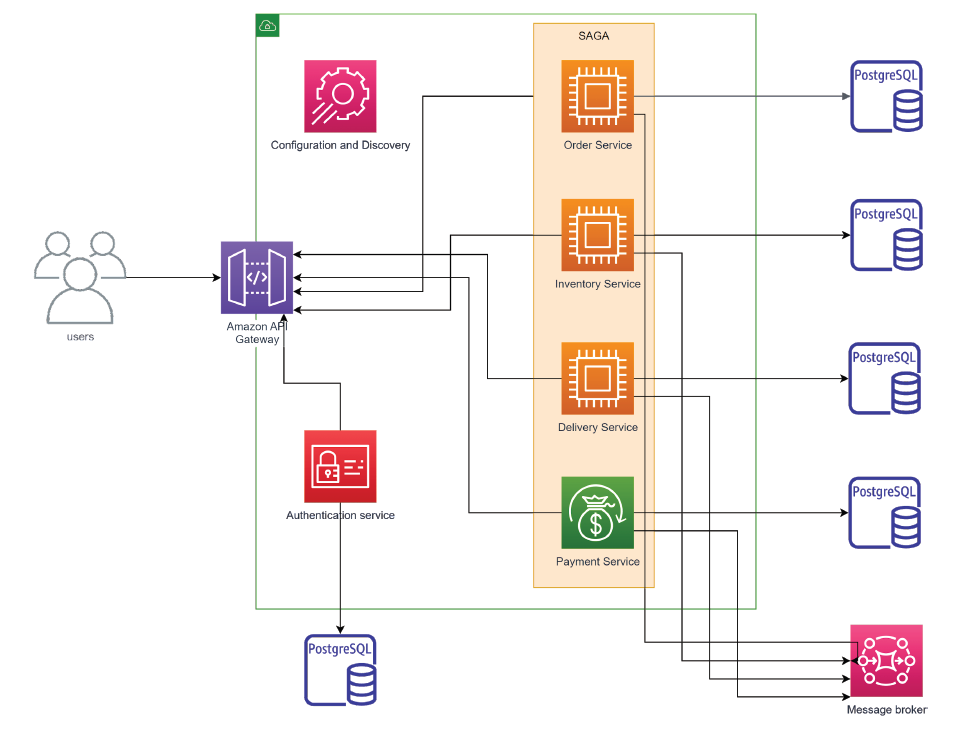 SAGA
PostgreSQL
Configuration and Discovery
Order Service
PostgreSQL
Inventory Service
users
Amazon API
Gateway
PostgreSQL
Delivery Service
PostgreSQL
Authentication service
Payment Service
PostgreSQL
Message broker